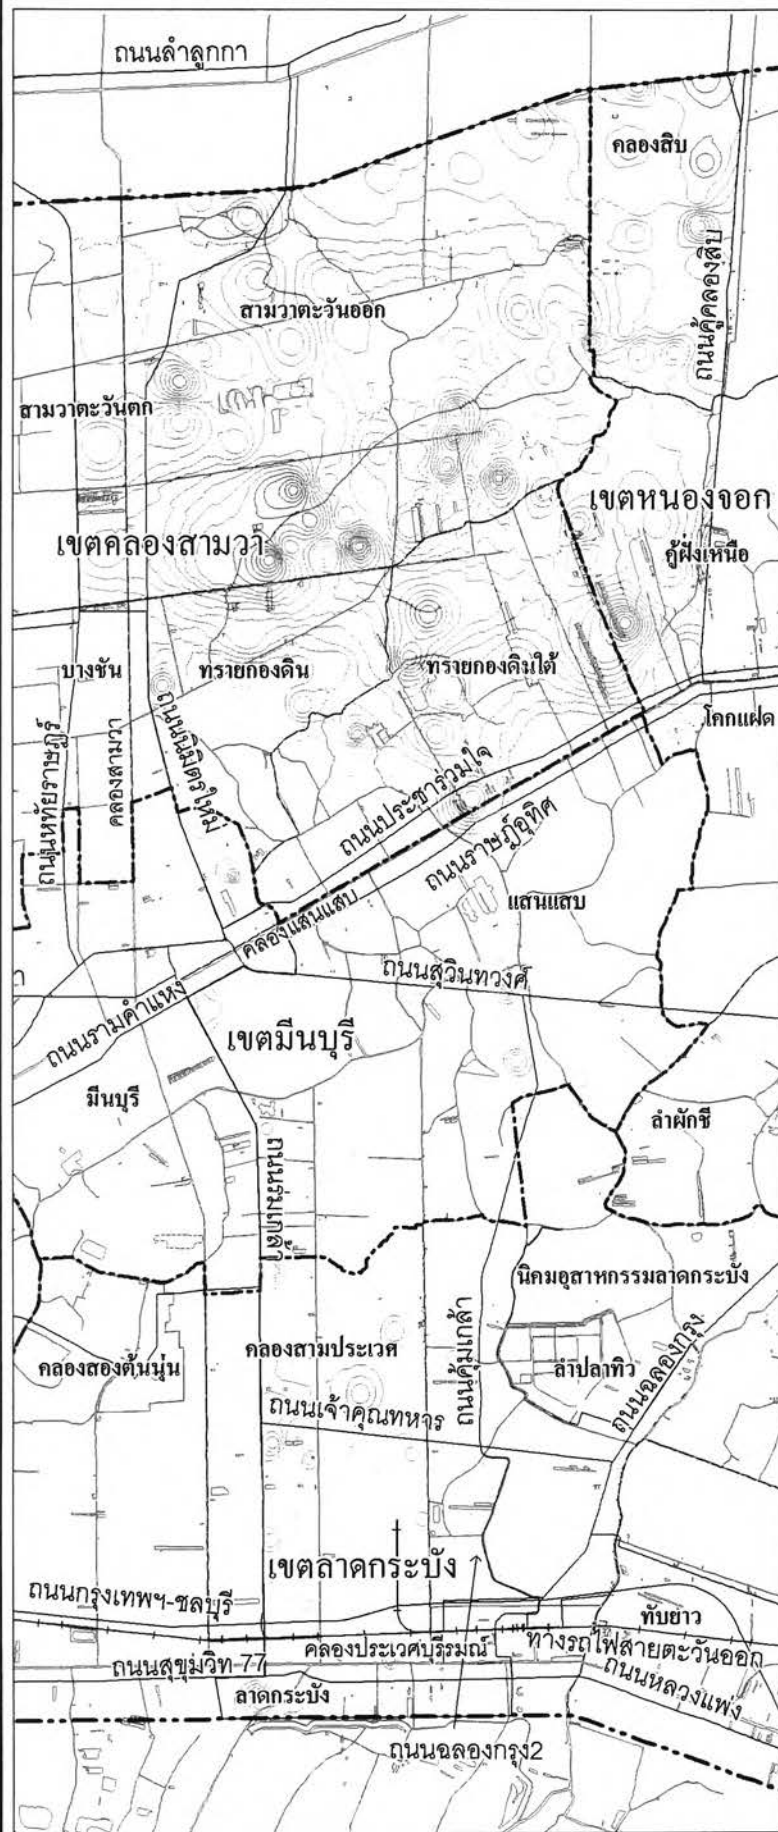 ถนนลำลูกกา
คลองสิบ
ถนนคู้คลองสิบ
สามวาตะวันออก
สามวาตะวันตก
เขตหนองจอก
เขตคลองสามวา
คู้ฝั่งเหนือ
บางชัน
ทรายกองดิน
ทรายกองดินใต้
โคกแฝด
ถนนหทัยราษฎร์
คลองสามวา
ถนนนิมิตรใหม่
ถนนประชาร่วมใจ
ถนนราษฎร์อุทิศ
แสนแสบ
คลองแสนแสบ
ถนนสุวินทวงศ์
ถนนรามคำแหง
เขตมีนบุรี
มีนบุรี
ลำผักชี
ถนนร่มเกล้า
นิคมอุสาหกรรมลาดกระบัง
คลองสองต้นนุ่น
คลองสามประเวศ
ลำปลาทิว
ถนนคุ้มเกล้า
ถนนฉลองกรุง
ถนนเจ้าคุณทหาร
เขตลาดกระบัง
ถนนกรุงเทพฯ-ชลบุรี
ทับยาว
คลองประเวศบุรีรมณ์
ทางรถไฟสายตะวันออก
ถนนสุขุมวิท 77
ถนนหลวงแพ่ง
ลาดกระบัง
ถนนฉลองกรุง2